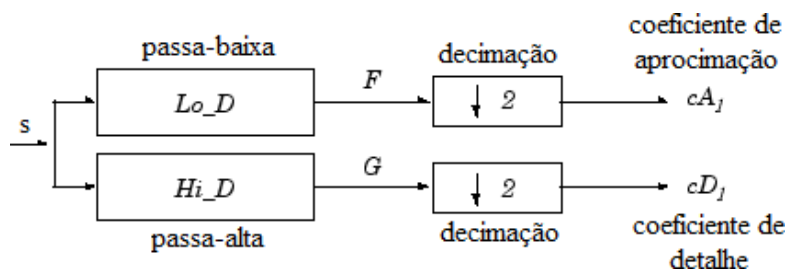 coeficiente de
aprocimação
passa-baixa
decimação
s
Lo_D
F
2
cA1
Hi_D
G
2
cD1
passa-alta
decimação
coeficiente de
detalhe